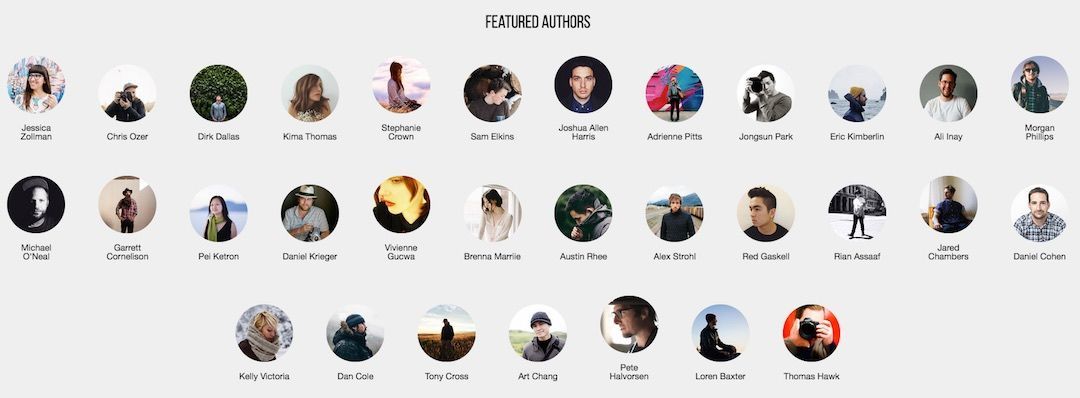 FEATURED AUTHORS
Jessica
Zollman
Chris Ozer
Dirk Dallas
Kima Thomas
Stephanie
Crown
Sam Elkins
Joshua Allen
Harris
Adrienne Pitts
Jongsun Park
Eric Kimberlin
Ali Inay
Morgan
Phillips
Michael
O'Neal
Garrett
Cornelison
Pei Ketron
Daniel Krieger
Vivienne
Gucwa
Brenna Marriie
Austin Rhee
Alex Strohl
Red Gaskell
Rian Assaaf
Jared
Chambers
Daniel Cohen
Kelly Victoria
Dan Cole
Tony Cross
Art Chang
Pete
Halvorsen
Loren Baxter
Thomas Hawk